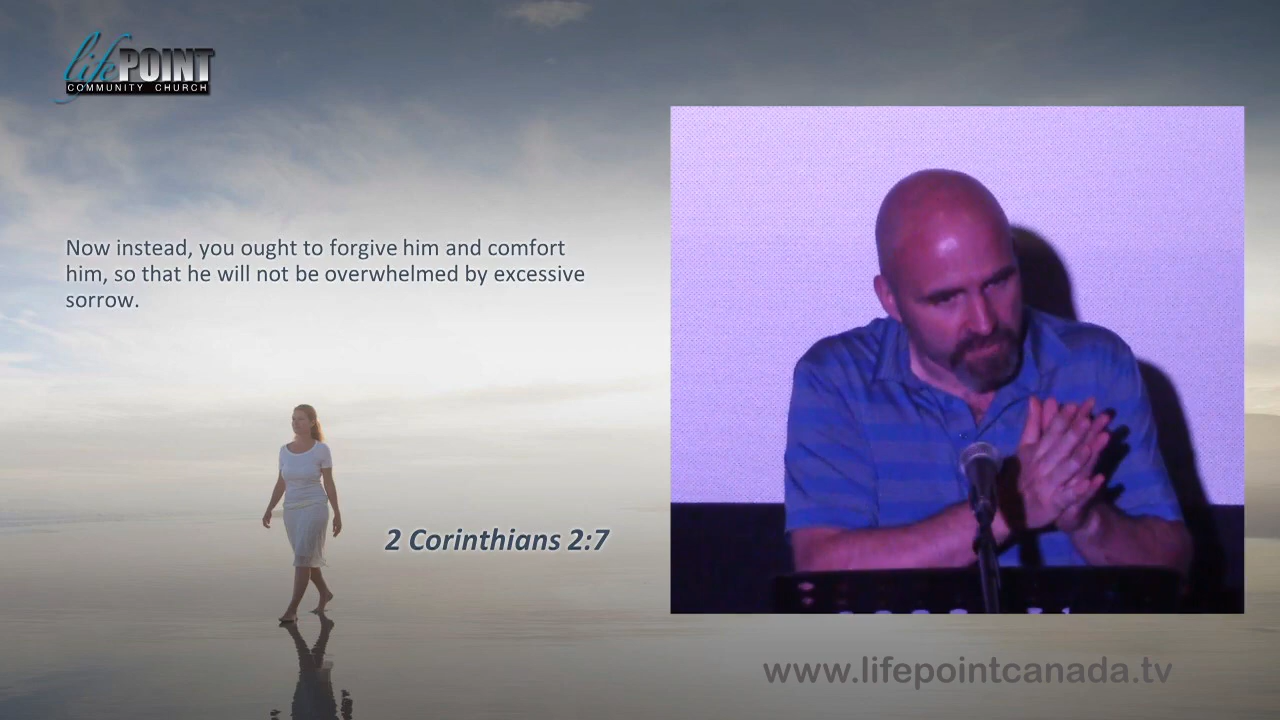 life POINT
COMMUNITY CHURCH
Now instead, you ought to forgive him and comfort
him, so that he will not be overwhelmed by excessive
sorrow.
2 Corinthians 2:7
www.lifepointcanada.tv